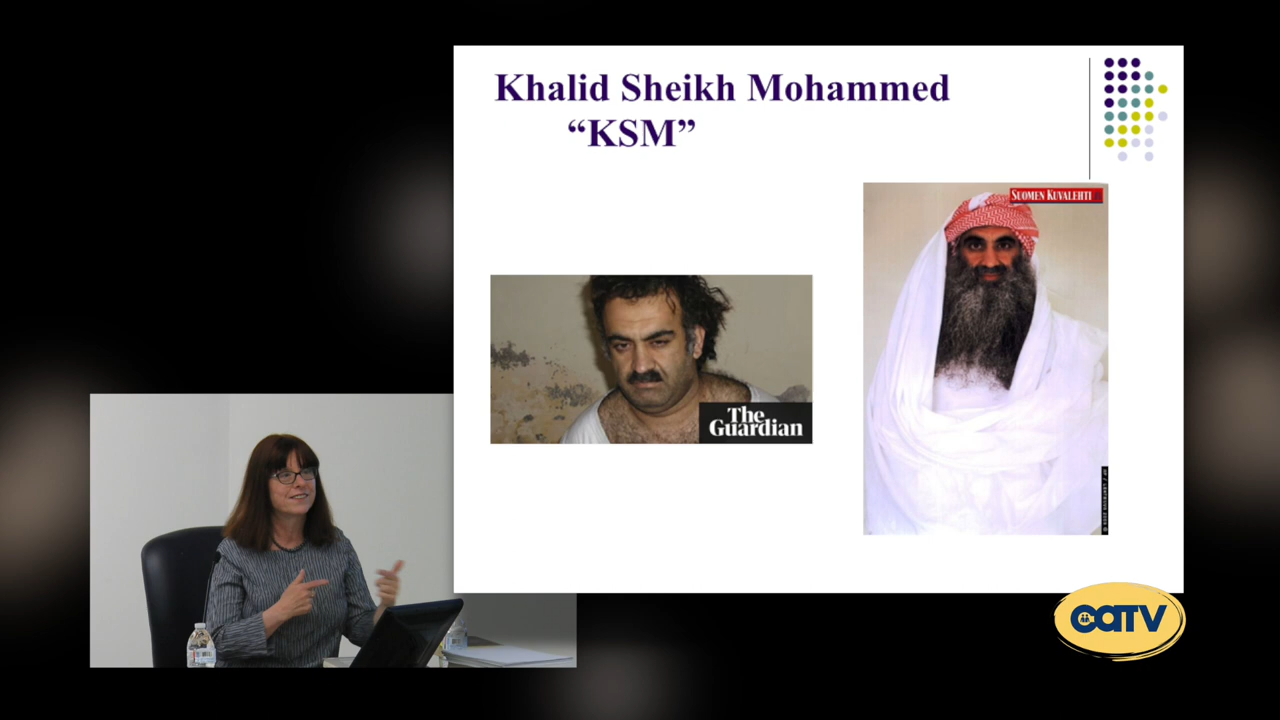 Khalid Sheikh Mohammed
“KSM”
SUOMEN KUVALEHTI
The
Guardian
CATV